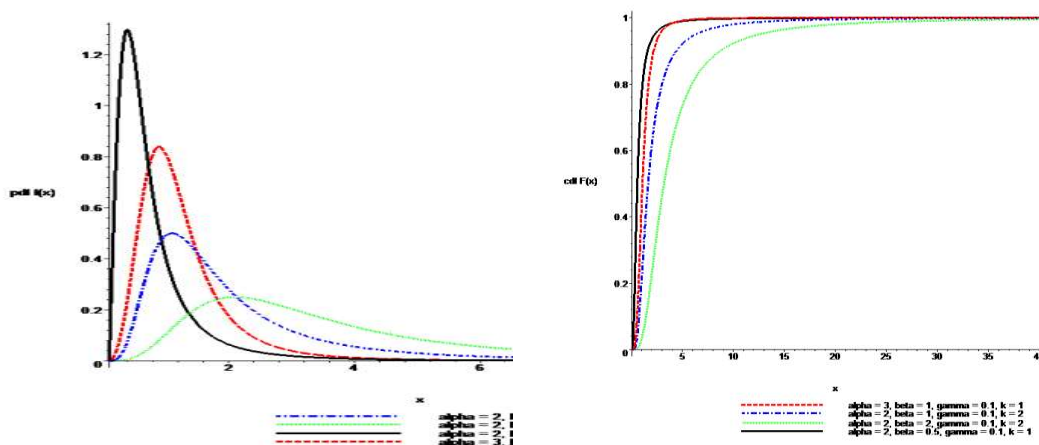 1.2
1
0.8
0.6
pdf f(x)
0.4
0.2
0
2
4
6
x
alpha = 2,
alpha = 2,
alpha = 2,
alpha = 3,
1
0.8
0.6
cdf F(x)
0.4
0.2
0
5
10
15
20
25
30
35
40
x
alpha = 3, beta = 1, gamma = 0.1, k = 1
alpha = 2, beta = 1, gamma = 0.1, k = 2
alpha = 2, beta = 2, gamma = 0.1, k = 2
alpha = 2, beta = 0.5, gamma = 0.1, k = 1